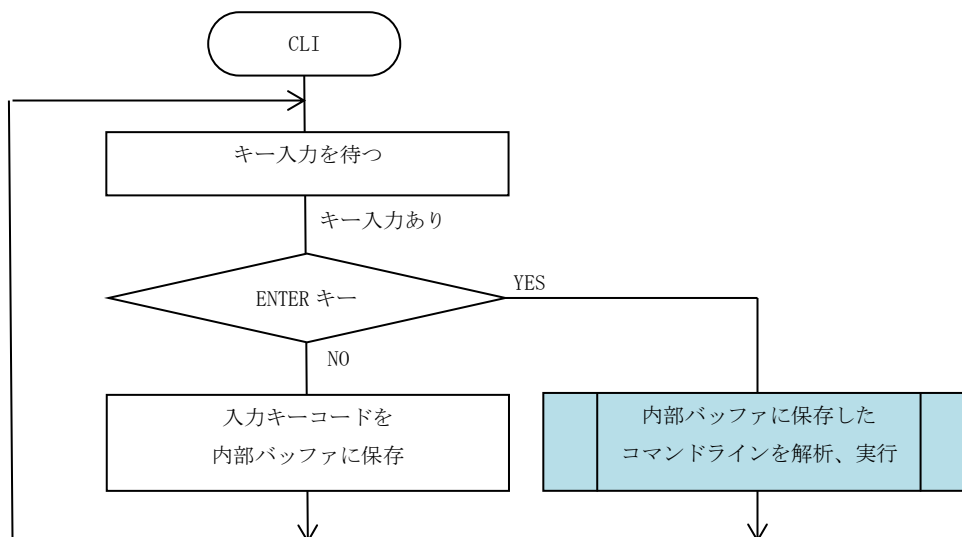 CLI
キー入力を待つ
キー入力あり
ENTER キー
YES
NO
入力キーコードを
内部バッファに保存
内部バッファに保存した
コマンドラインを解析、実行